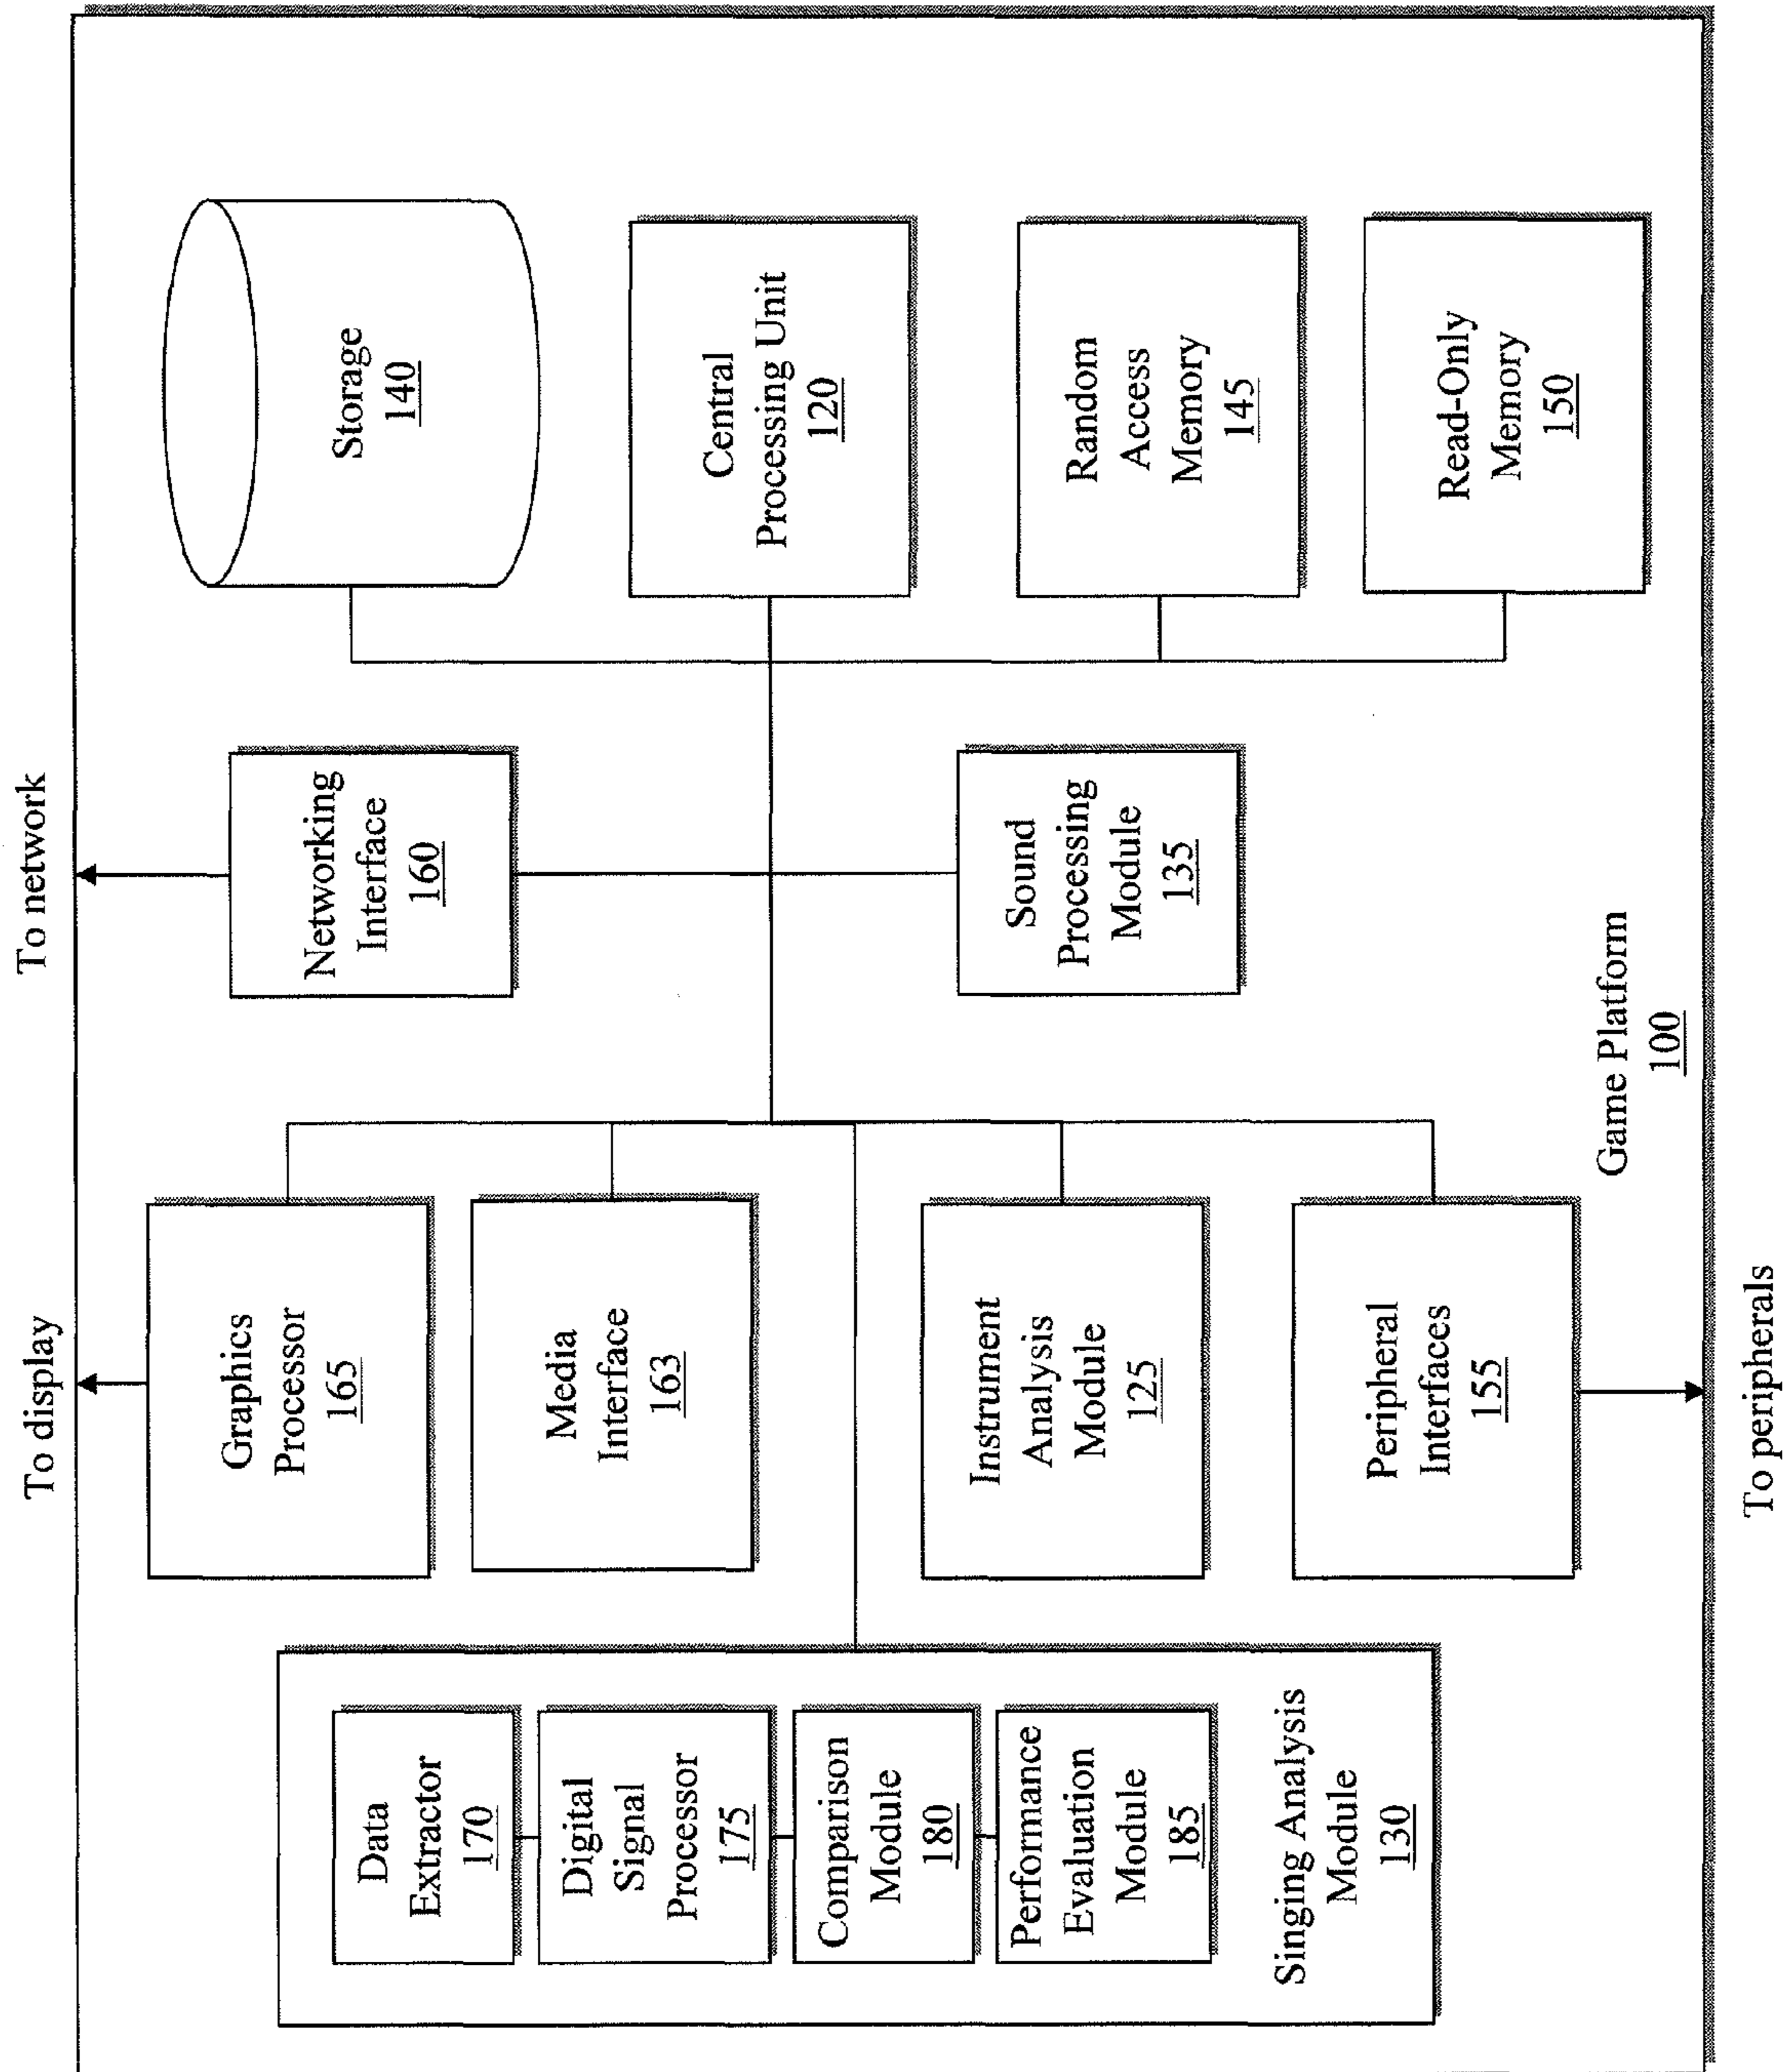 To display
To network
Data
Extractor
170
Digital
Signal
Processor
175
Comparison
Module
180
Performance
Evaluation
Module
185
Singing Analysis
Module
130
Graphics
Processor
165
Media
Interface
163
Instrument
Analysis
Module
125
Peripheral
Interfaces
155
Networking
Interface
160
Sound
Processing
Module
135
Storage
140
Central
Processing Unit
120
Random
Access
Memory
145
Read-Only
Memory
150
Game Platform
100
To peripherals